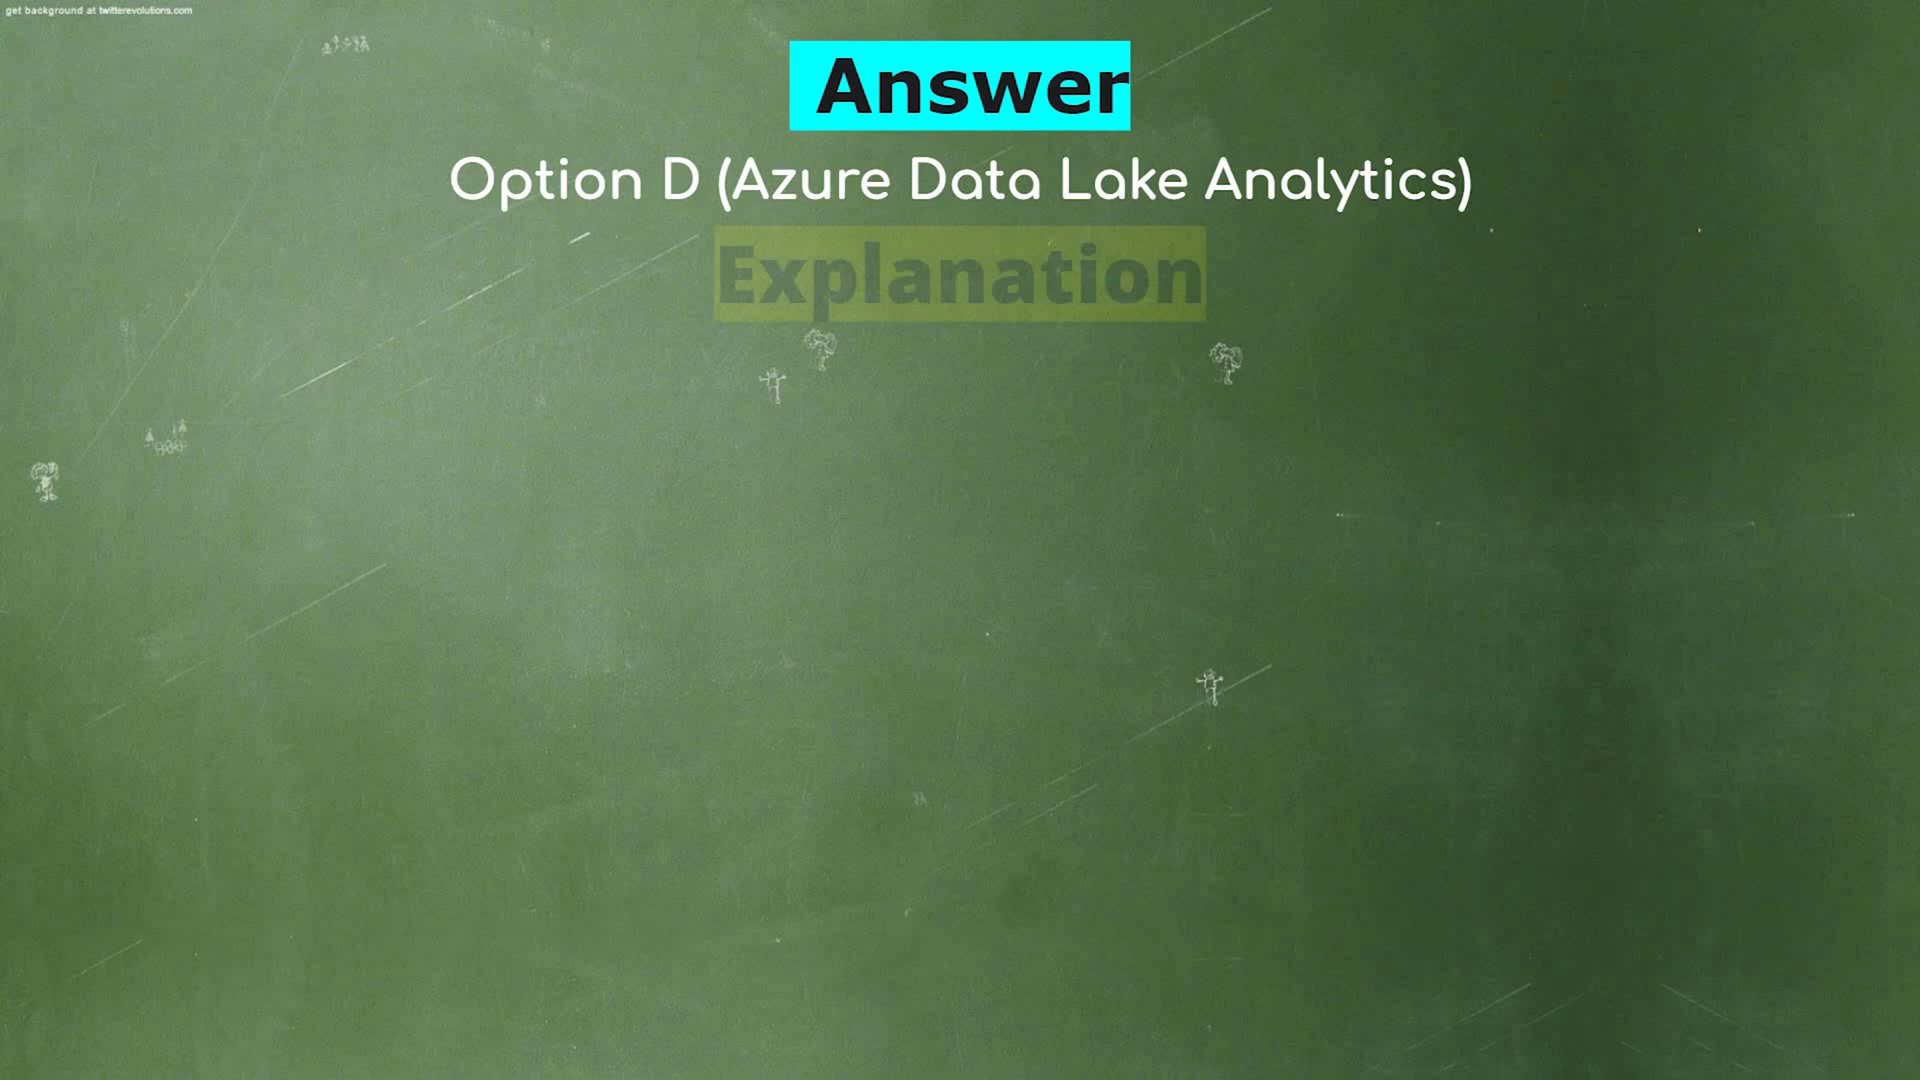 get background at twitterevolutions.com
Answer
Option D (Azure Data Lake Analytics)
Explanation